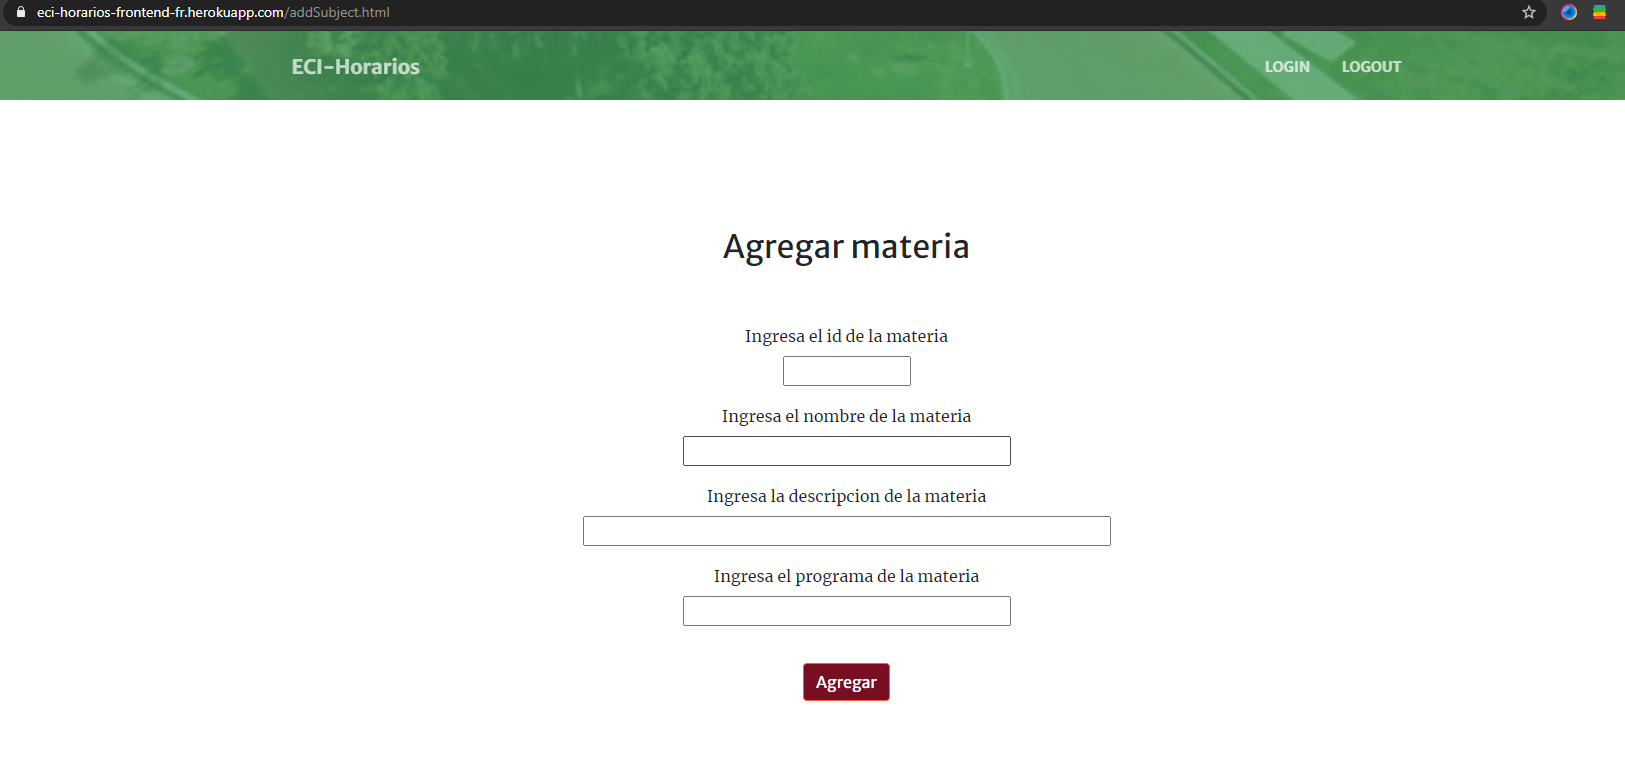 eci-horarios-frontend-fr.herokuapp.com/addSubject.html
ECI-Horarios LOGIN LOGOUT
Agregar materia
Ingresa el id de la materia
Ingresa el nombre de la materia
Ingresa la descripcion de la materia
Ingresa el programa de la materia
Agregar